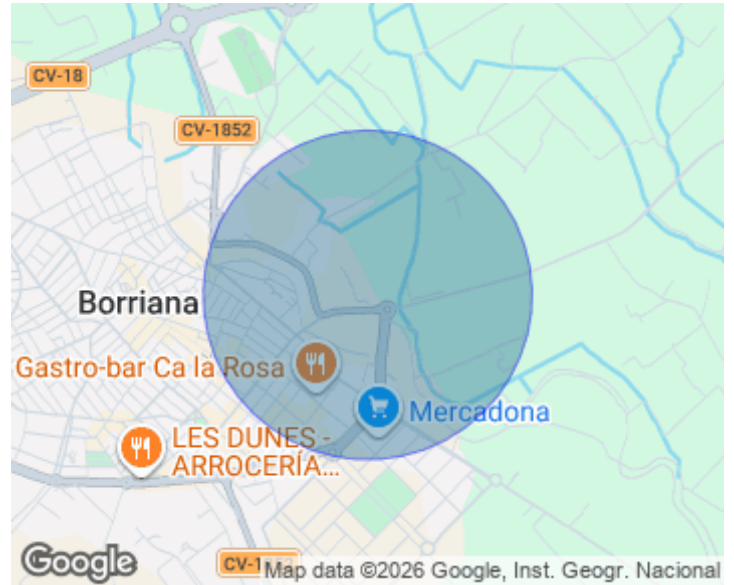 CV-18
CV-1852
Borriana
Gastro-bar Ca la Rosa
Mercadona
LES DUNES -
ARROCERÍA...
Google
Map data ©2026 Google, Inst. Geogr. Nacional